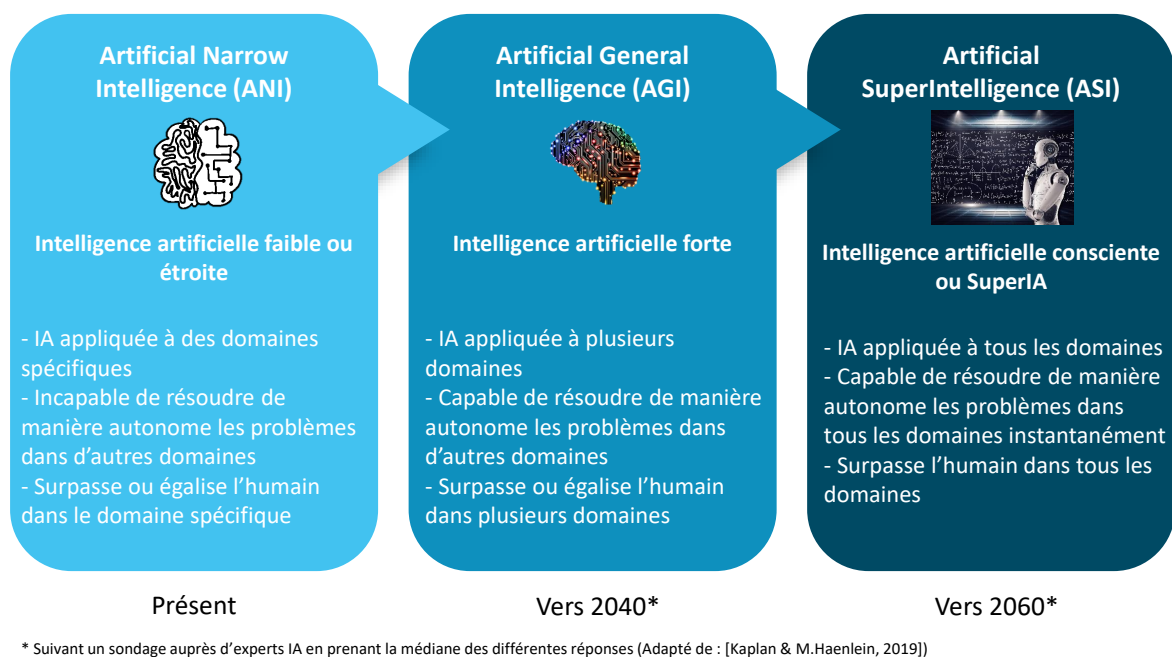 Artificial Narrow
Intelligence (ANI)
Intelligence artificielle faible ou
étroite
- IA appliquée à des domaines
spécifiques
- Incapable de résoudre de
manière autonome les problèmes
dans d’autres domaines
- Surpasse ou égalise l’humain
dans le domaine spécifique
Présent
Artificial General
Intelligence (AGI)
Intelligence artificielle forte
- IA appliquée à plusieurs
domaines
- Capable de résoudre de manière
autonome les problèmes dans
d’autres domaines
- Surpasse ou égalise l’humain
dans plusieurs domaines
Vers 2040*
Artificial
SuperIntelligence (ASI)
Intelligence artificielle consciente
ou SuperIA
- IA appliquée à tous les domaines
- Capable de résoudre de manière
autonome les problèmes dans
tous les domaines instantanément
- Surpasse l’humain dans tous les
domaines
Vers 2060*
* Suivant un sondage auprès d’experts IA en prenant la médiane des différentes réponses (Adapté de : [Kaplan & M.Haenlein, 2019])